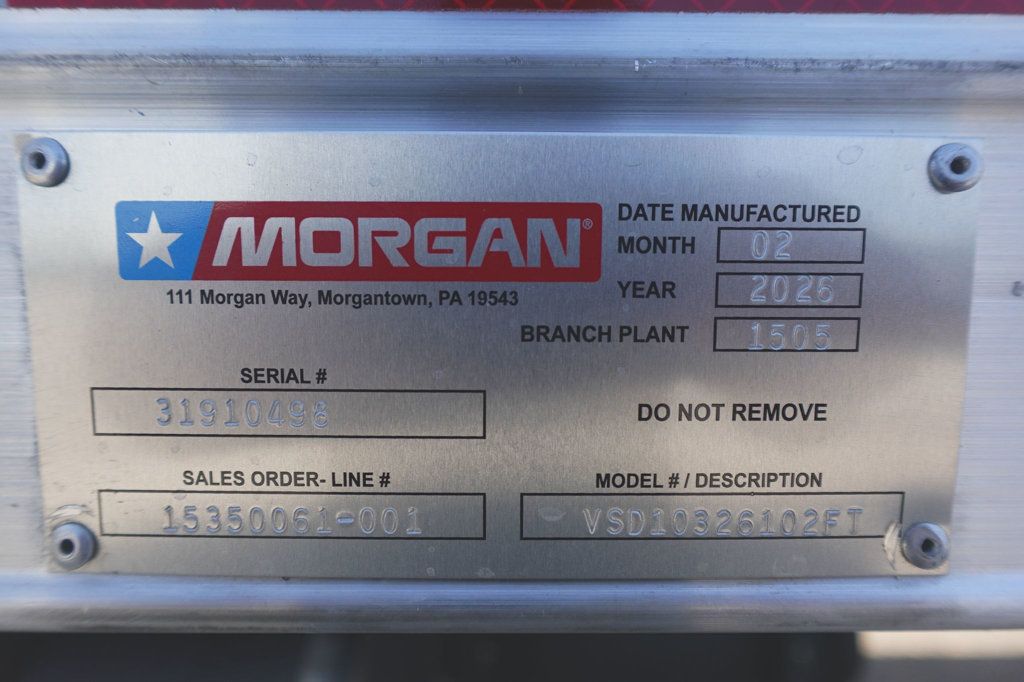 MORGAN®
111 Morgan Way, Morgantown, PA 19543
DATE MANUFACTURED
MONTH 02
YEAR 2026
BRANCH PLANT 1505
SERIAL #
31910498
DO NOT REMOVE
SALES ORDER- LINE #
15350061-001
MODEL # / DESCRIPTION
VSD10326102FT